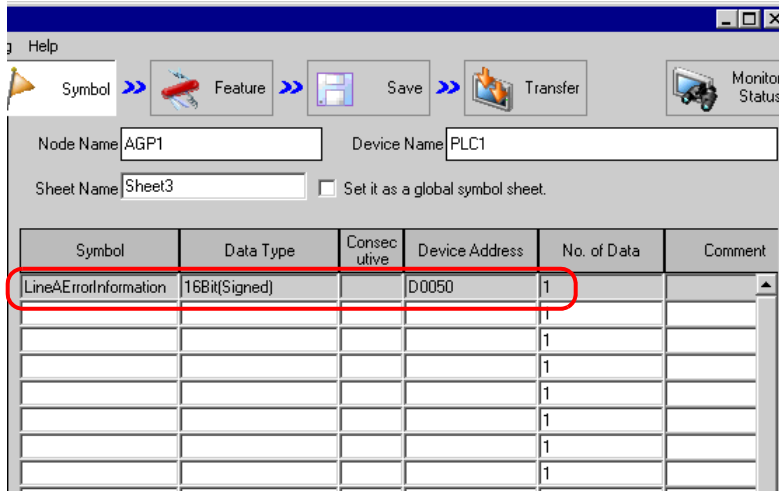 Help
Symbol Feature Save Transfer Monitor Status
Node Name AGP1 Device Name PLC1
Sheet Name Sheet3 Set it as a global symbol sheet.
Symbol Data Type Consecutive Device Address No. of Data Comment
LineAErrorInformation 16Bit(Signed) D0050 1
1
1
1
1
1
1
1